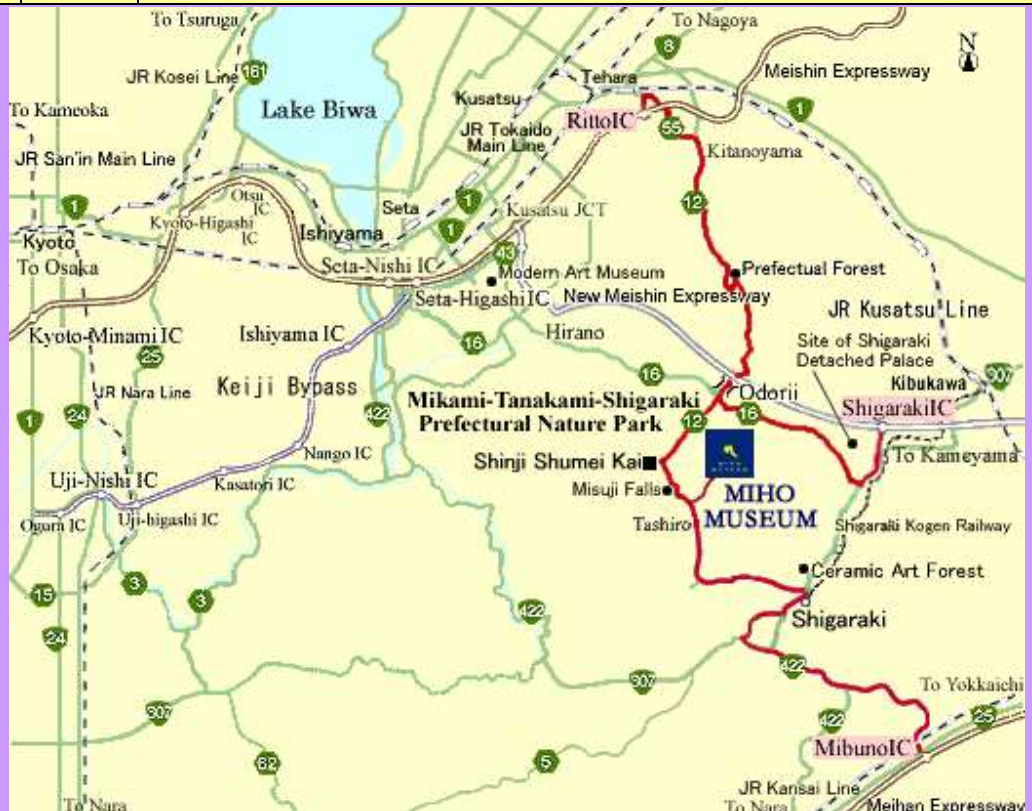 To Tsuruga
To Nagoya
N
8
JR Kosei Line
161
Tehara
Meishin Expressway
To Kameoka
Lake Biwa
Kusatsu
RittoIC
1
JR Tokaido
Main Line
55
Kitanoyama
JR San'in Main Line
Otsu
IC
1
Kyoto-Higashi
IC
Seta
1
Kusatsu JCT
12
Kyoto
Ishiyama
1
43
To Osaka
Seta-Nishi IC
Modern Art Museum
Prefectual Forest
Seta-HigashiIC
New Meishin Expressway
JR Kusatsu Line
Kyoto-Minami IC
Ishiyama IC
Hirano
16
Site of Shigaraki
Detached Palace
25
16
Kibukawa
307
JR Nara Line
Keiji Bypass
Mikami-Tanakami-Shigaraki
Prefectural Nature Park
Odorii
16
ShigarakiIC
1
24
422
12
To Kameyama
Nango IC
Shinji Shumei Kai
MIHO
MUSEUM
Uji-Nishi IC
Kasatori IC
Misuji Falls
Ogura IC
Uji-higashi IC
Tashiro
Shigaraki Kogen Railway
3
15
3
Ceramic Art Forest
24
422
Shigaraki
307
422
To Yokkaichi
307
422
25
MibunoIC
62
5
JR Kansai Line
To Nara
To Nara
Meihan Expressway